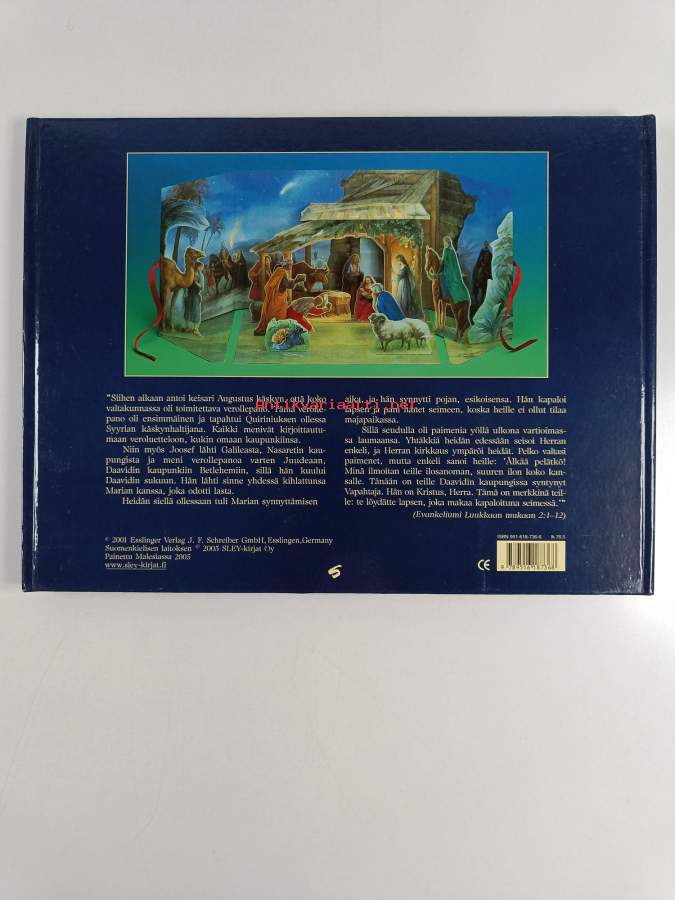 "Siihen aikaan antoi keisari Augustus käskyn, että koko
valtakunnassa oli toimitettava verollepano. Tämä verolle-
pano oli ensimmäinen ja tapahtui Quiriniuksen ollessa
Syyrian käskynhaltijana. Kaikki menivät kirjoittautu-
maan veroluetteloon, kukin omaan kaupunkiinsa.
Niin myös Joosef lähti Galileasta, Nasaretin kau-
pungista ja meni verollepanoa varten Juudeaan,
Daavidin kaupunkiin Betlehemiin, sillä hän kuului
Daavidin sukuun. Hän lähti sinne yhdessä kihlattunsa
Marian kanssa, joka odotti lasta.
Heidän siellä ollessaan tuli Marian synnyttämisen
aika, ja hän synnytti pojan, esikoisensa. Hän kapaloi
lapsen ja pani hänet seimeen, koska heille ei ollut tilaa
majapaikassa.
Sillä seudulla oli paimenia yöllä ulkona vartioimas-
sa laumaansa. Yhtäkkiä heidän edessään seisoi Herran
enkeli, ja Herran kirkkaus ympäröi heidät. Pelko valtasi
paimenet, mutta enkeli sanoi heille: 'Älkää pelätkö!
Minä ilmoitan teille ilosanoman, suuren ilon koko kan-
salle. Tänään on teille Daavidin kaupungissa syntynyt
Vapahtaja. Hän on Kristus, Herra. Tämä on merkkinä teil-
le: te löydätte lapsen, joka makaa kapaloituna seimessä.'"
(Evankeliumi Luukkaan mukaan 2:1–12)
Antikvariaatiri.net
© 2001 Esslinger Verlag J. F. Schreiber GmbH, Esslingen, Germany
Suomenkielisen laitoksen © 2005 SLEY-kirjat Oy
Painettu Malesiassa 2005
www.sley-kirjat.fi
ISBN 951-618-736-6
CE
9 789516 187368